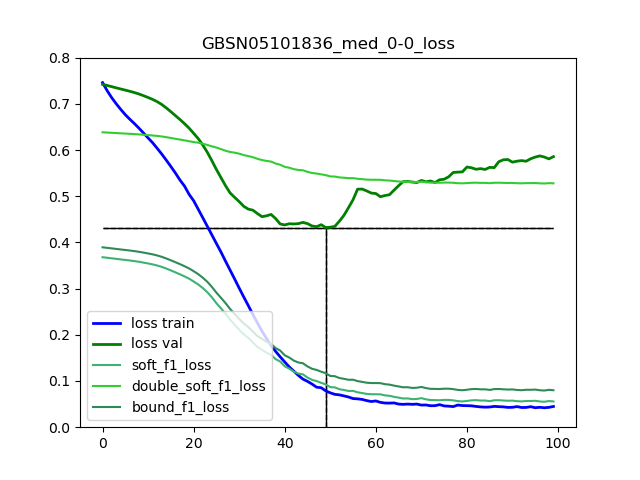 GBSN05101836_med_0-0_loss
0.8
0.7
0.6
0.5
0.4
0.3
0.2
0.1
0.0
loss train
loss val
soft_f1_loss
double_soft_f1_loss
bound_f1_loss
0 20 40 60 80 100